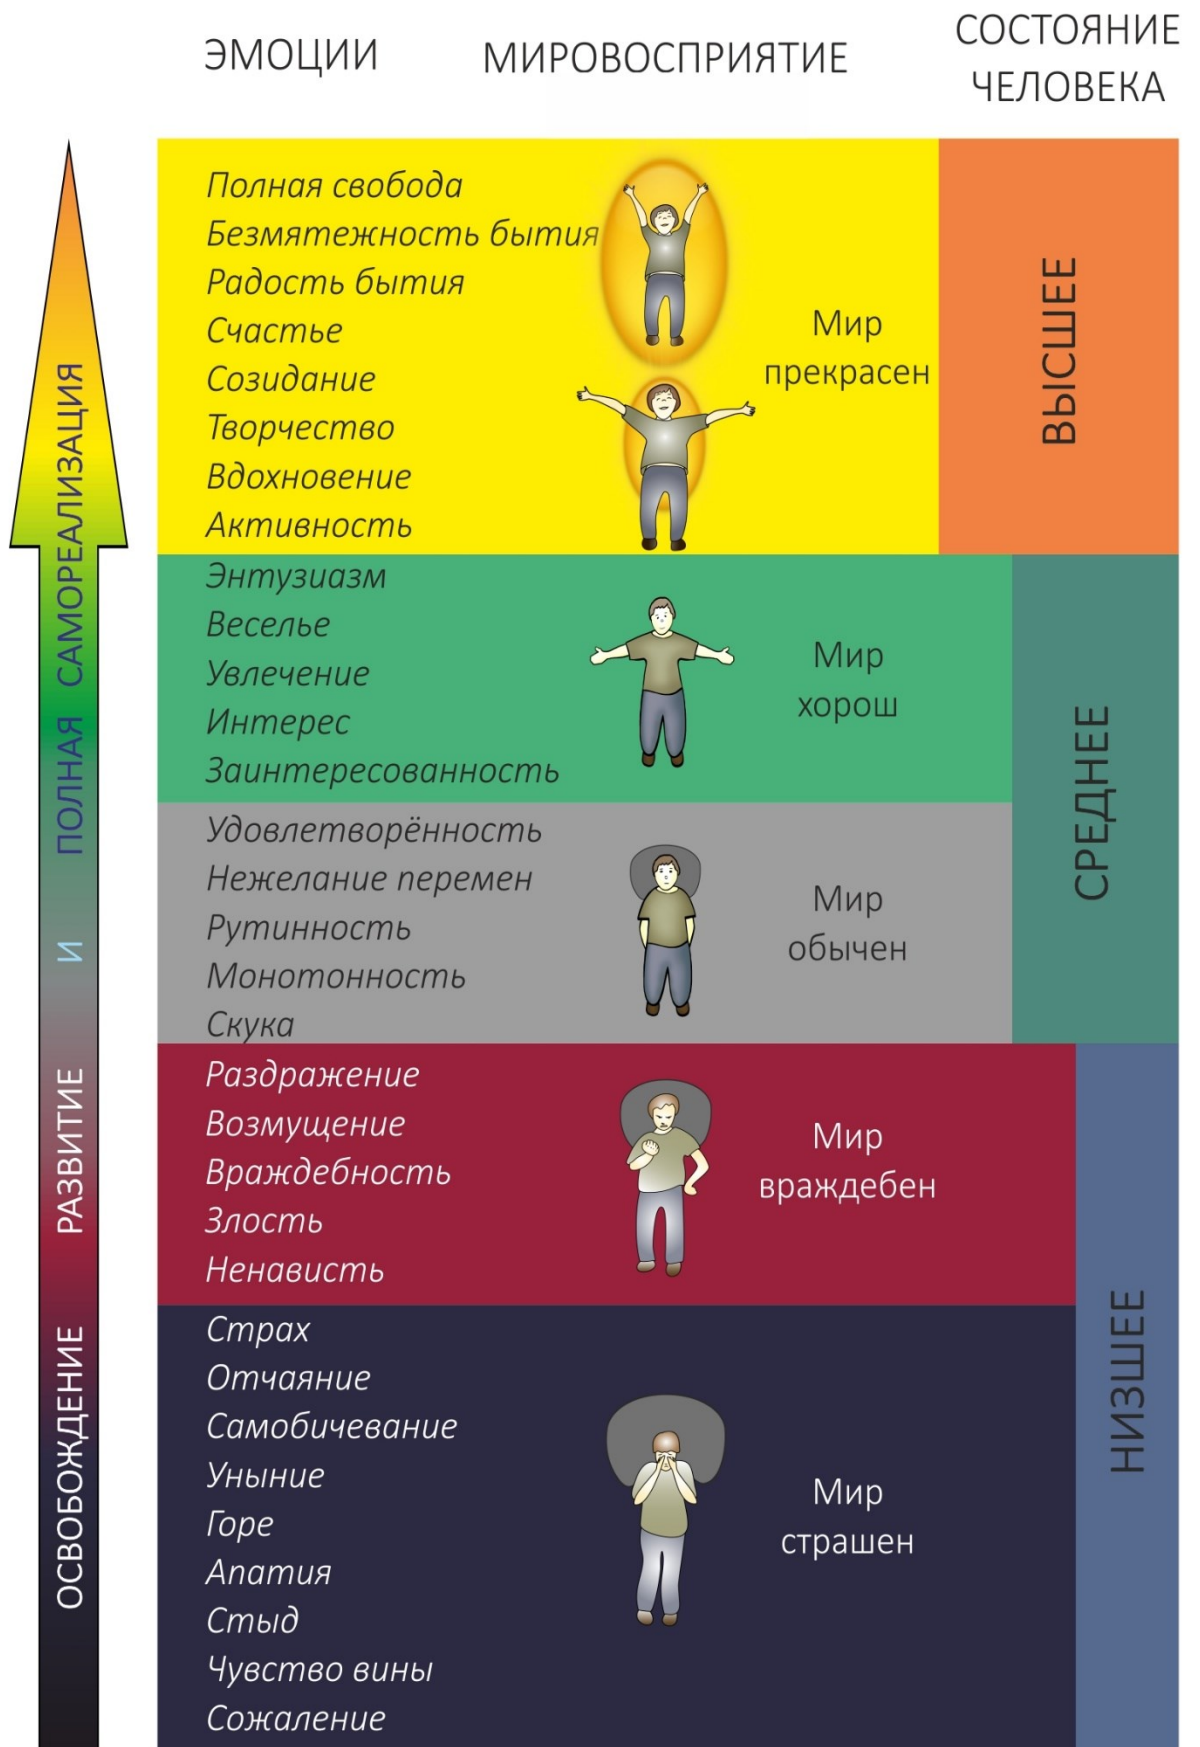 ЭМОЦИИ
МИРОВОСПРИЯТИЕ
СОСТОЯНИЕ
ЧЕЛОВЕКА
Полная свобода
Безмятежность бытия
Радость бытия
Счастье
Созидание
Творчество
Вдохновение
Активность
Мир
прекрасен
ВЫСШЕЕ
Энтузиазм
Веселье
Увлечение
Интерес
Заинтересованность
Мир
хорош
Удовлетворённость
Нежелание перемен
Рутинность
Монотонность
Скука
Мир
обычен
СРЕДНЕЕ
Раздражение
Возмущение
Враждебность
Злость
Ненависть
Мир
враждебен
Страх
Отчаяние
Самобичевание
Уныние
Горе
Апатия
Стыд
Чувство вины
Сожаление
Мир
страшен
НИЗШЕЕ
ОСВОБОЖДЕНИЕ РАЗВИТИЕ И ПОЛНАЯ САМОРЕАЛИЗАЦИЯ